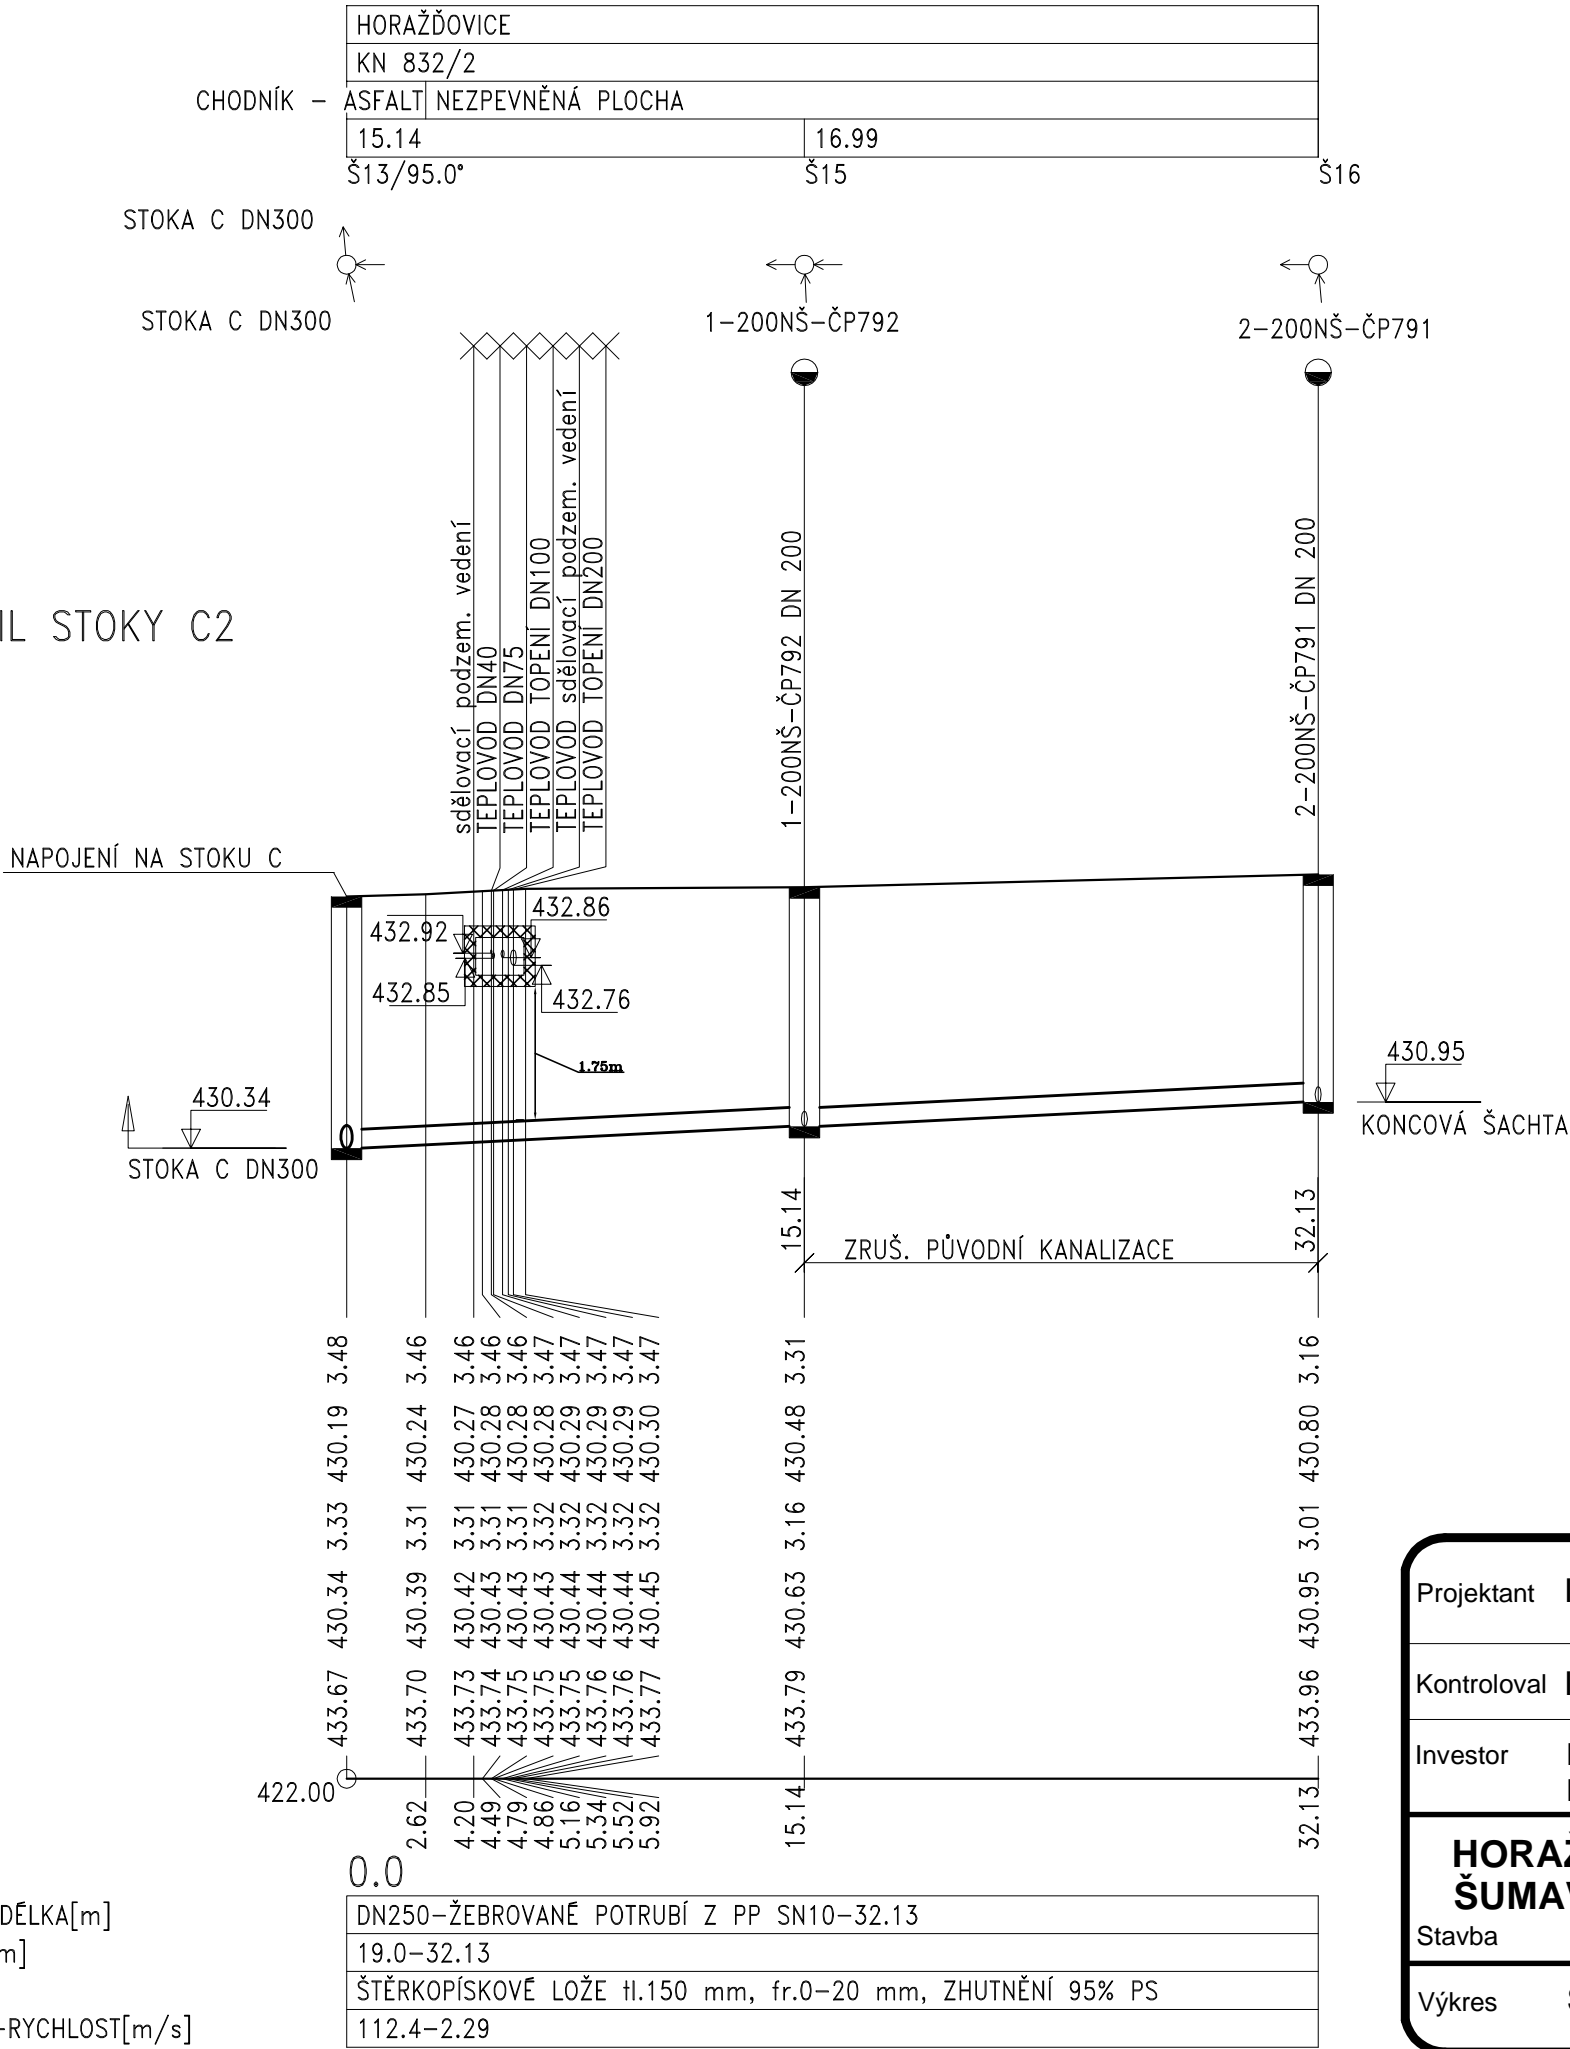 HORAŽĎOVICE
KN 832/2
CHODNÍK – ASFALT NEZPEVNĚNÁ PLOCHA
15.14 16.99
Š13/95.0° Š15 Š16
STOKA C DN300
STOKA C DN300
1-200NŠ-ČP792
2-200NŠ-ČP791
sdělovací podzem. vedení
TEPLOVOD DN40
TEPLOVOD DN75
TEPLOVOD TOPENÍ DN100
TEPLOVOD sdělovací podzem. vedení
TEPLOVOD TOPENÍ DN200
1-200NŠ-ČP792 DN 200
2-200NŠ-ČP791 DN 200
STOKY C2
NAPOJENÍ NA STOKU C
432.92
432.86
432.85
432.76
1.75m
430.34
430.95
STOKA C DN300
KONCOVÁ ŠACHTA
15.14
32.13
ZRUŠ. PŮVODNÍ KANALIZACE
3.48 3.46 3.46 3.46 3.46 3.47 3.47 3.47 3.47 3.47 3.31 3.16
430.19 430.24 430.27 430.28 430.28 430.28 430.29 430.29 430.29 430.30 430.48 430.80
3.33 3.31 3.31 3.31 3.31 3.32 3.32 3.32 3.32 3.32 3.16 3.01
430.34 430.39 430.42 430.43 430.43 430.43 430.44 430.44 430.44 430.45 430.63 430.95
433.67 433.70 433.73 433.74 433.75 433.75 433.75 433.76 433.76 433.77 433.79 433.96
422.00
2.62 4.20 4.49 4.79 4.86 5.16 5.34 5.52 5.92 15.14 32.13
0.0
DÉLKA[m] DN250-ŽEBROVANÉ POTRUBÍ Z PP SN10-32.13
m] 19.0-32.13
ŠTĚRKOPÍSKOVÉ LOŽE tl.150 mm, fr.0-20 mm, ZHUTNĚNÍ 95% PS
-RYCHLOST[m/s] 112.4-2.29
Projektant
Kontroloval
Investor
HORAŽ
ŠUMAV
Stavba
Výkres